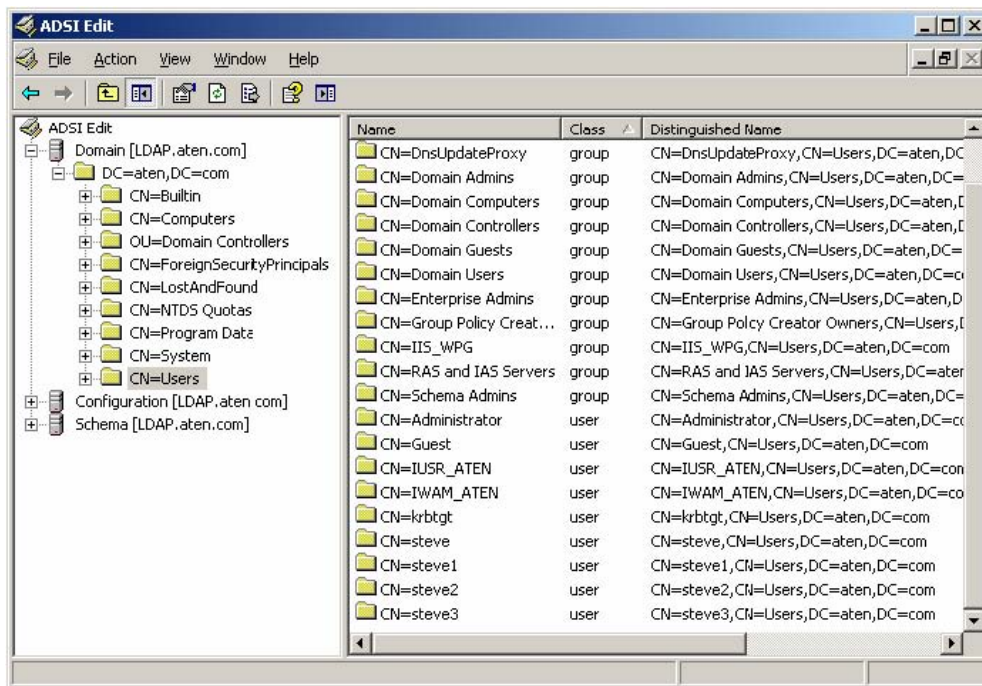 ADSI Edit
File Action View Window Help
ADSI Edit
Domain [LDAP.aten.com]
DC=aten,DC=com
CN=Builtin
CN=Computers
OU=Domain Controllers
CN=ForeignSecurityPrincipals
CN=LostAndFound
CN=NTDS Quotas
CN=Program Data
CN=System
CN=Users
Configuration [LDAP.aten com]
Schema [LDAP.aten.com]
Name Class Distinguished Name
CN=DnsUpdateProxy group CN=DnsUpdateProxy,CN=Users,DC=aten,DC
CN=Domain Admins group CN=Domain Admins,CN=Users,DC=aten,DC=
CN=Domain Computers group CN=Domain Computers,CN=Users,DC=aten,D
CN=Domain Controllers group CN=Domain Controllers,CN=Users,DC=aten,D
CN=Domain Guests group CN=Domain Guests,CN=Users,DC=aten,DC=
CN=Domain Users group CN=Domain Users,CN=Users,DC=aten,DC=co
CN=Enterprise Admins group CN=Enterprise Admins,CN=Users,DC=aten,D
CN=Group Policy Creat... group CN=Group Polcy Creator Owners,CN=Users,D
CN=IIS_WPG group CN=IIS_WPG,CN=Users,DC=aten,DC=com
CN=RAS and IAS Servers group CN=RAS and IAS Servers,CN=Users,DC=aten
CN=Schema Admins group CN=Schema Admins,CN=Users,DC=aten,DC=
CN=Administrator user CN=Administrator,CN=Users,DC=aten,DC=co
CN=Guest user CN=Guest,CN=Users,DC=aten,DC=com
CN=IUSR_ATEN user CN=IUSR_ATEN,CN=Users,DC=aten,DC=com
CN=IWAM_ATEN user CN=IWAM_ATEN,CN=Users,DC=aten,DC=co
CN=krbtgt user CN=krbtgt,CN=Users,DC=aten,DC=com
CN=steve user CN=steve,CN=Users,DC=aten,DC=com
CN=steve1 user CN=steve1,CN=Users,DC=aten,DC=com
CN=steve2 user CN=steve2,CN=Users,DC=aten,DC=com
CN=steve3 user CN=steve3,CN=Users,DC=aten,DC=com